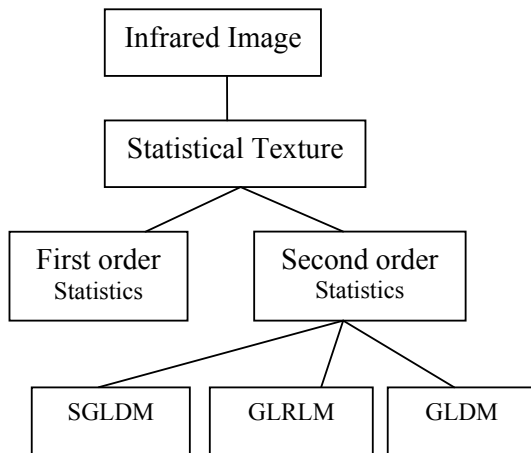 Infrared Image
Statistical Texture
First order
Statistics
Second order
Statistics
SGLDM
GLRLM
GLDM